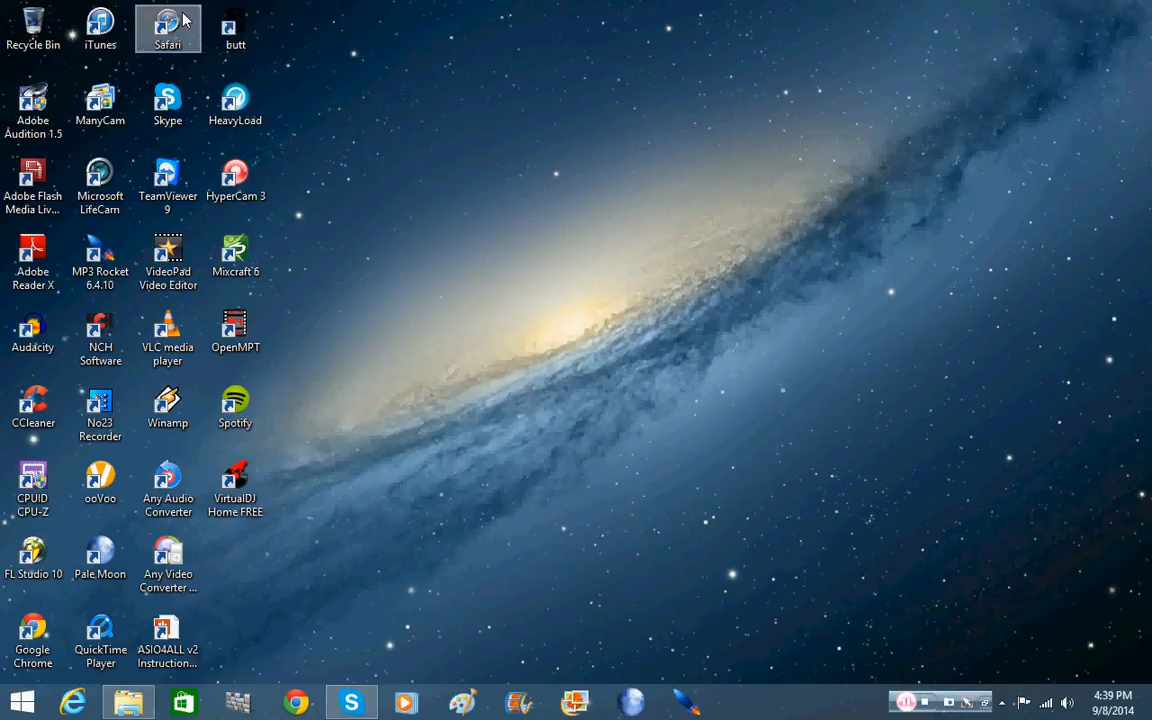 Recycle Bin
iTunes
Safari
butt
Adobe
Audition 1.5
ManyCam
Skype
HeavyLoad
Adobe Flash
Media Liv...
Microsoft
LifeCam
TeamViewer
9
HyperCam 3
Adobe
Reader X
MP3 Rocket
6.4.10
VideoPad
Video Editor
Mixcraft 6
Audacity
NCH
Software
VLC media
player
OpenMPT
CCleaner
No23
Recorder
Winamp
Spotify
CPUID
CPU-Z
ooVoo
Any Audio
Converter
VirtualDJ
Home FREE
FL Studio 10
Pale Moon
Any Video
Converter ...
Google
Chrome
QuickTime
Player
ASIO4ALL v2
Instruction...
4:39 PM
9/8/2014